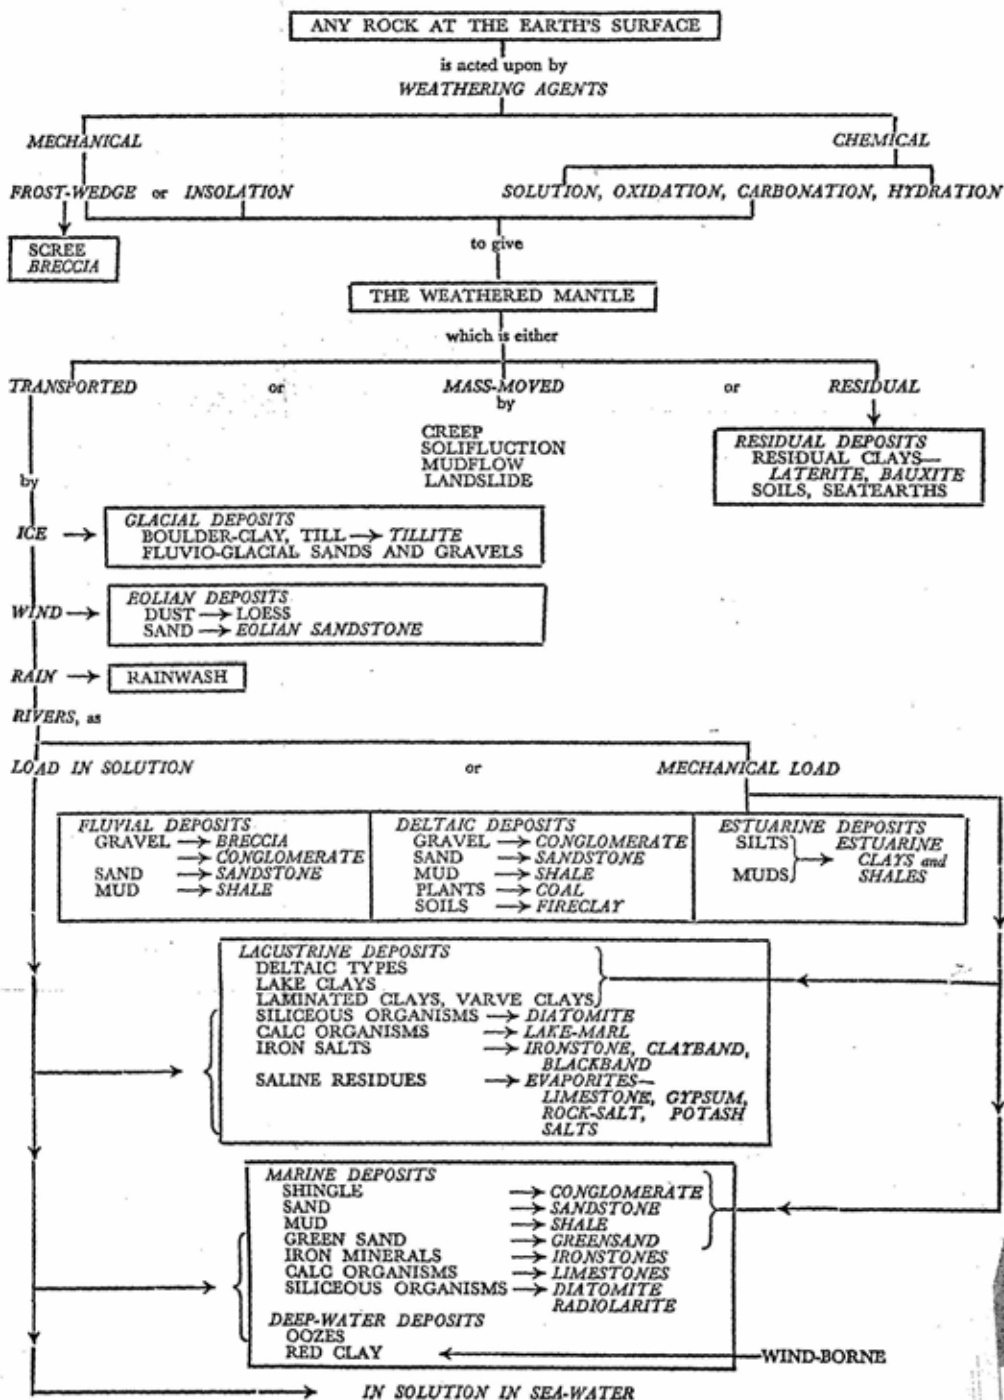 ANY ROCK AT THE EARTH'S SURFACE
is acted upon by
WEATHERING AGENTS
MECHANICAL CHEMICAL
FROST-WEDGE or INSOLATION SOLUTION, OXIDATION, CARBONATION, HYDRATION
SCREE
BRECCIA
to give
THE WEATHERED MANTLE
which is either
TRANSPORTED or MASS-MOVED or RESIDUAL
by
CREEP
SOLIFLUCTION
MUDFLOW
LANDSLIDE
RESIDUAL DEPOSITS
RESIDUAL CLAYS—
LATERITE, BAUXITE
SOILS, SEATEARTHS
by
ICE → GLACIAL DEPOSITS
BOULDER-CLAY, TILL → TILLITE
FLUVIO-GLACIAL SANDS AND GRAVELS
WIND → EOLIAN DEPOSITS
DUST → LOESS
SAND → EOLIAN SANDSTONE
RAIN → RAINWASH
RIVERS, as
LOAD IN SOLUTION or MECHANICAL LOAD
FLUVIAL DEPOSITS
GRAVEL → BRECCIA
→ CONGLOMERATE
SAND → SANDSTONE
MUD → SHALE
DELTAIC DEPOSITS
GRAVEL → CONGLOMERATE
SAND → SANDSTONE
MUD → SHALE
PLANTS → COAL
SOILS → FIRECLAY
ESTUARINE DEPOSITS
SILTS ESTUARINE
→ CLAYS and
MUDS SHALES
LACUSTRINE DEPOSITS
DELTAIC TYPES
LAKE CLAYS
LAMINATED CLAYS, VARVE CLAYS
SILICEOUS ORGANISMS → DIATOMITE
CALC ORGANISMS → LAKE-MARL
IRON SALTS → IRONSTONE, CLAYBAND,
BLACKBAND
SALINE RESIDUES → EVAPORITES—
LIMESTONE, GYPSUM,
ROCK-SALT, POTASH
SALTS
MARINE DEPOSITS
SHINGLE → CONGLOMERATE
SAND → SANDSTONE
MUD → SHALE
GREEN SAND → GREENSAND
IRON MINERALS → IRONSTONES
CALC ORGANISMS → LIMESTONES
SILICEOUS ORGANISMS → DIATOMITE
RADIOLARITE
DEEP-WATER DEPOSITS
OOZES
RED CLAY ← WIND-BORNE
→ IN SOLUTION IN SEA-WATER